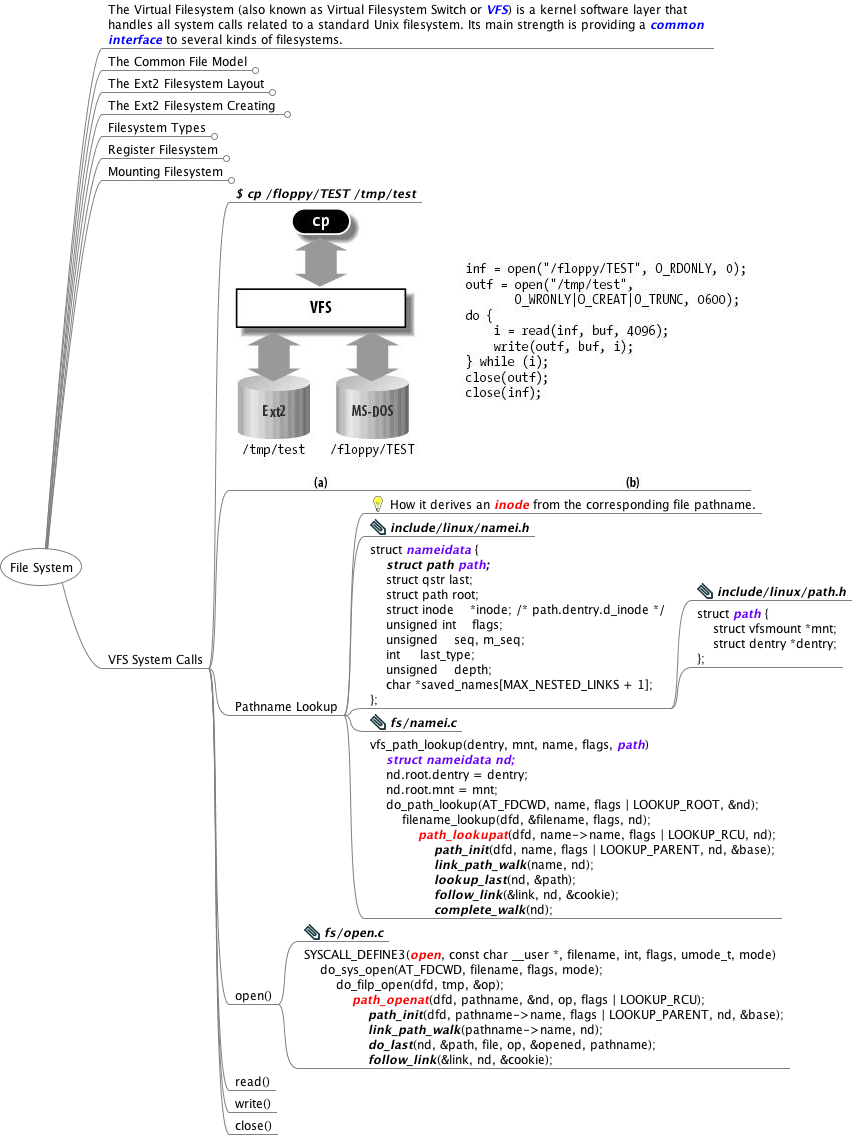 The Virtual Filesystem (also known as Virtual Filesystem Switch or VFS) is a kernel software layer that
handles all system calls related to a standard Unix filesystem. Its main strength is providing a common
interface to several kinds of filesystems.
The Common File Model
The Ext2 Filesystem Layout
The Ext2 Filesystem Creating
Filesystem Types
Register Filesystem
Mounting Filesystem
File System
VFS System Calls
$ cp /floppy/TEST /tmp/test
cp
VFS
Ext2
MS-DOS
/tmp/test
/floppy/TEST
(a)
inf = open("/floppy/TEST", O_RDONLY, 0);
outf = open("/tmp/test",
O_WRONLY|O_CREAT|O_TRUNC, 0600);
do {
i = read(inf, buf, 4096);
write(outf, buf, i);
} while (i);
close(outf);
close(inf);
(b)
Pathname Lookup
How it derives an inode from the corresponding file pathname.
include/linux/namei.h
struct nameidata {
struct path path;
struct qstr last;
struct path root;
struct inode *inode; /* path.dentry.d_inode */
unsigned int flags;
unsigned seq, m_seq;
int last_type;
unsigned depth;
char *saved_names[MAX_NESTED_LINKS + 1];
};
include/linux/path.h
struct path {
struct vfsmount *mnt;
struct dentry *dentry;
};
fs/namei.c
vfs_path_lookup(dentry, mnt, name, flags, path)
struct nameidata nd;
nd.root.dentry = dentry;
nd.root.mnt = mnt;
do_path_lookup(AT_FDCWD, name, flags | LOOKUP_ROOT, &nd);
filename_lookup(dfd, &filename, flags, nd);
path_lookupat(dfd, name->name, flags | LOOKUP_RCU, nd);
path_init(dfd, name, flags | LOOKUP_PARENT, nd, &base);
link_path_walk(name, nd);
lookup_last(nd, &path);
follow_link(&link, nd, &cookie);
complete_walk(nd);
open()
fs/open.c
SYSCALL_DEFINE3(open, const char __user *, filename, int, flags, umode_t, mode)
do_sys_open(AT_FDCWD, filename, flags, mode);
do_filp_open(dfd, tmp, &op);
path_openat(dfd, pathname, &nd, op, flags | LOOKUP_RCU);
path_init(dfd, pathname->name, flags | LOOKUP_PARENT, nd, &base);
link_path_walk(pathname->name, nd);
do_last(nd, &path, file, op, &opened, pathname);
follow_link(&link, nd, &cookie);
read()
write()
close()